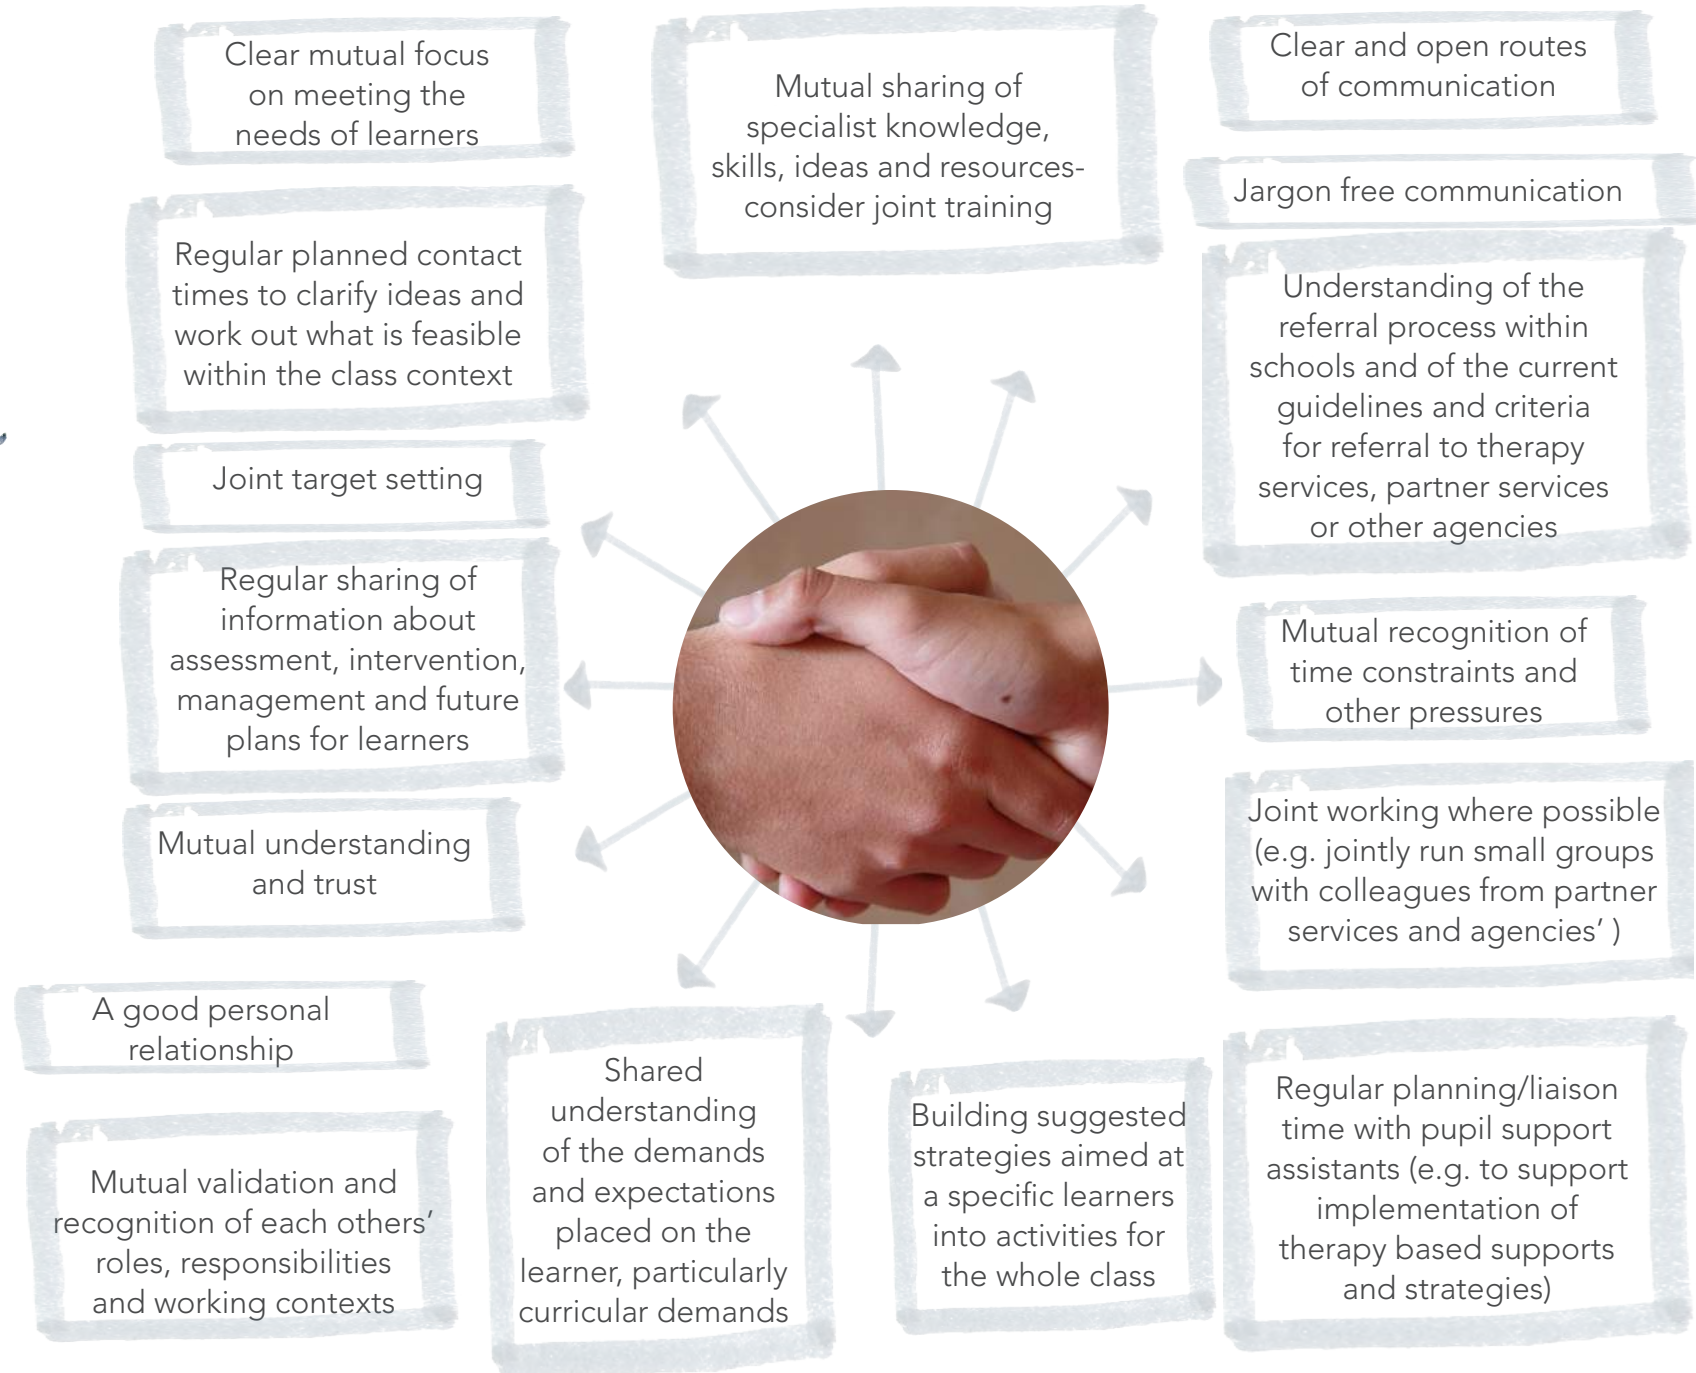 Clear mutual focus
on meeting the
needs of learners
Mutual sharing of
specialist knowledge,
skills, ideas and resources-
consider joint training
Clear and open routes
of communication
Jargon free communication
Regular planned contact
times to clarify ideas and
work out what is feasible
within the class context
Understanding of the
referral process within
schools and of the current
guidelines and criteria
for referral to therapy
services, partner services
or other agencies
Joint target setting
Regular sharing of
information about
assessment, intervention,
management and future
plans for learners
Mutual recognition of
time constraints and
other pressures
Mutual understanding
and trust
Joint working where possible
(e.g. jointly run small groups
with colleagues from partner
services and agencies’ )
A good personal
relationship
Mutual validation and
recognition of each others’
roles, responsibilities
and working contexts
Shared
understanding
of the demands
and expectations
placed on the
learner, particularly
curricular demands
Building suggested
strategies aimed at
a specific learners
into activities for
the whole class
Regular planning/liaison
time with pupil support
assistants (e.g. to support
implementation of
therapy based supports
and strategies)